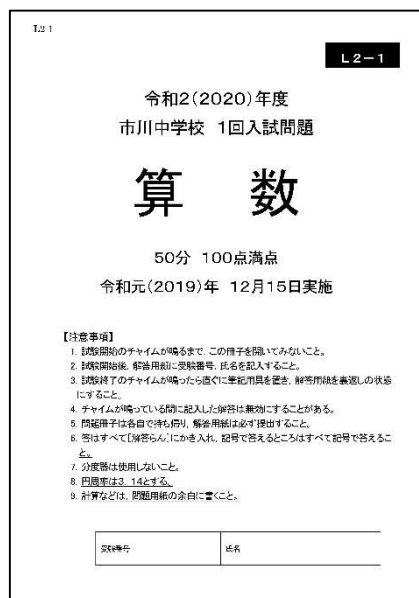 L2-1
L2-1
令和2(2020)年度
市川中学校 1回入試問題
算 数
50分 100点満点
令和元(2019)年 12月15日実施
【注意事項】
1. 試験開始のチャイムが鳴るまで、この冊子を開いてみないこと。
2. 試験開始後、解答用紙に受験番号、氏名を記入すること。
3. 試験終了のチャイムが鳴ったら直ぐに筆記用具を置き、解答用紙を裏返しの状態
にすること。
4. チャイムが鳴っている間に記入した解答は無効にすることがある。
5. 問題冊子は各自で持ち帰り、解答用紙は必ず提出すること。
6. 答はすべて[解答らん]にかき入れ、記号で答えるところはすべて記号で答えるこ
と。
7. 分度器は使用しないこと。
8. 円周率は3.14とする。
9. 計算などは、問題用紙の余白に書くこと。
受験番号
氏名